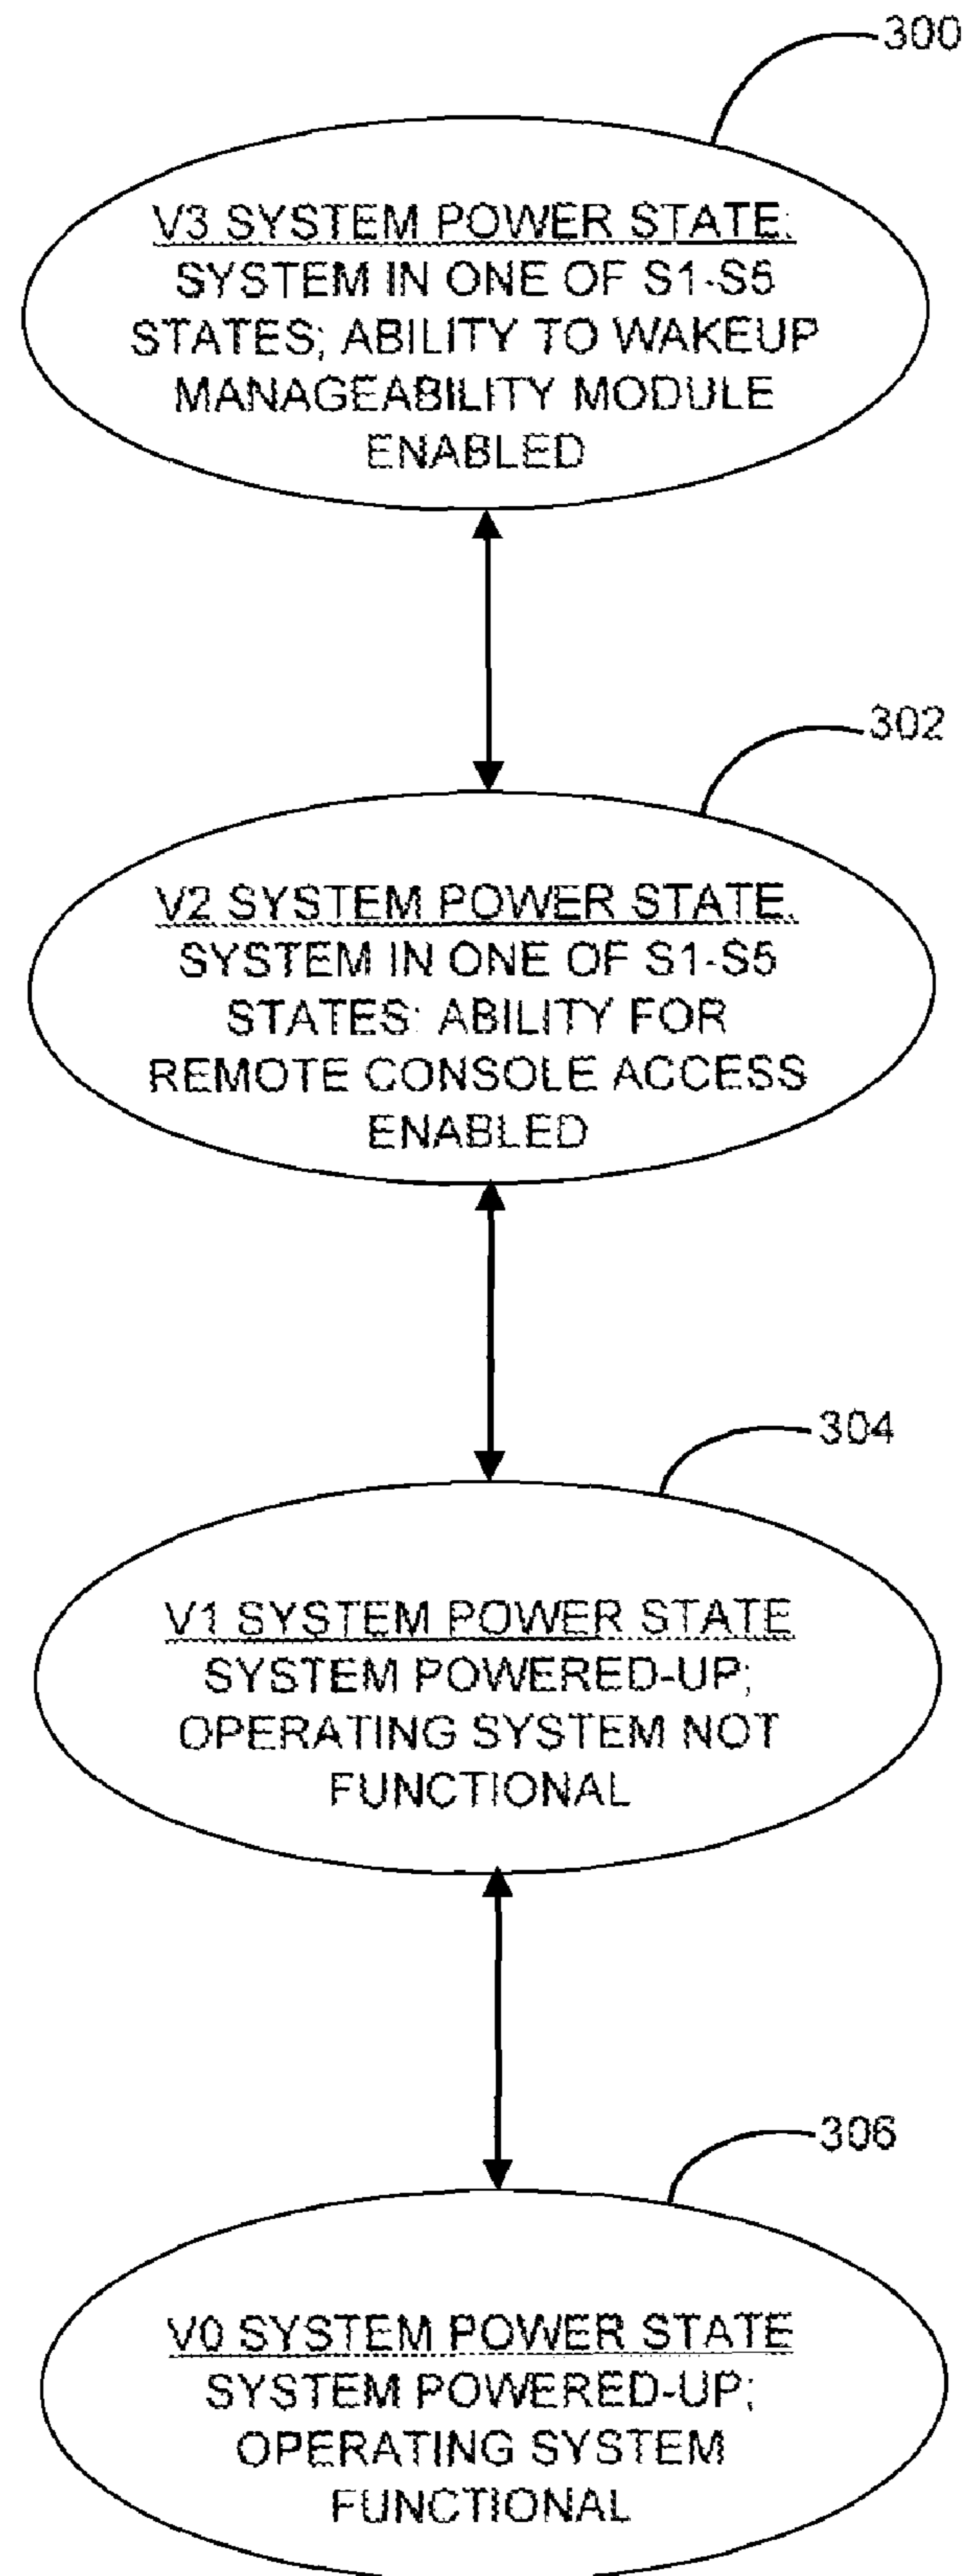 300
V3 SYSTEM POWER STATE:
SYSTEM IN ONE OF S1-S5
STATES; ABILITY TO WAKEUP
MANAGEABILITY MODULE
ENABLED
302
V2 SYSTEM POWER STATE.
SYSTEM IN ONE OF S1-S5
STATES: ABILITY FOR
REMOTE CONSOLE ACCESS
ENABLED
304
V1 SYSTEM POWER STATE
SYSTEM POWERED-UP;
OPERATING SYSTEM NOT
FUNCTIONAL
306
V0 SYSTEM POWER STATE
SYSTEM POWERED-UP;
OPERATING SYSTEM
FUNCTIONAL